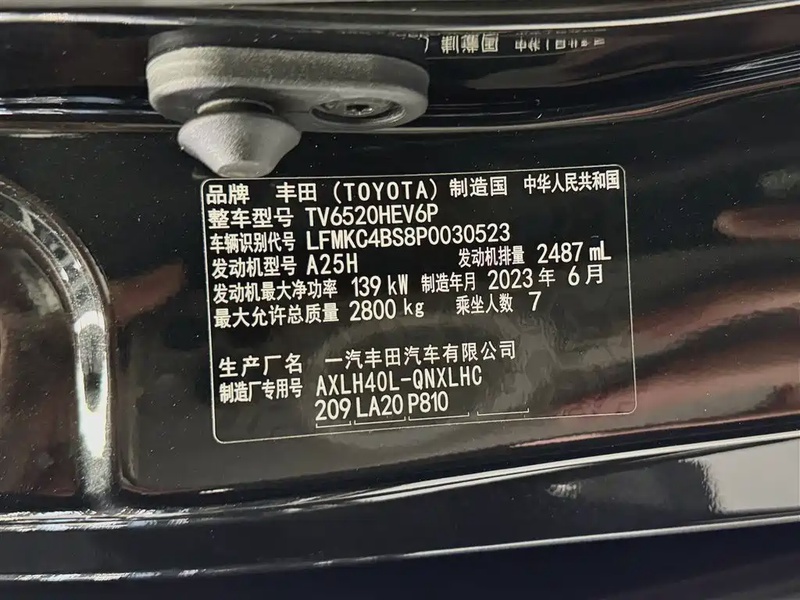 品牌 丰田 (TOYOTA) 制造国 中华人民共和国
整车型号 TV6520HEV6P
车辆识别代号 LFMKC4BS8P0030523
发动机型号 A25H 发动机排量 2487 mL
发动机最大净功率 139 kW 制造年月 2023 年 6 月
最大允许总质量 2800 kg 乘坐人数 7
生产厂名 一汽丰田汽车有限公司
制造厂专用号 AXLH40L-QNXLHC
209 LA20 P810